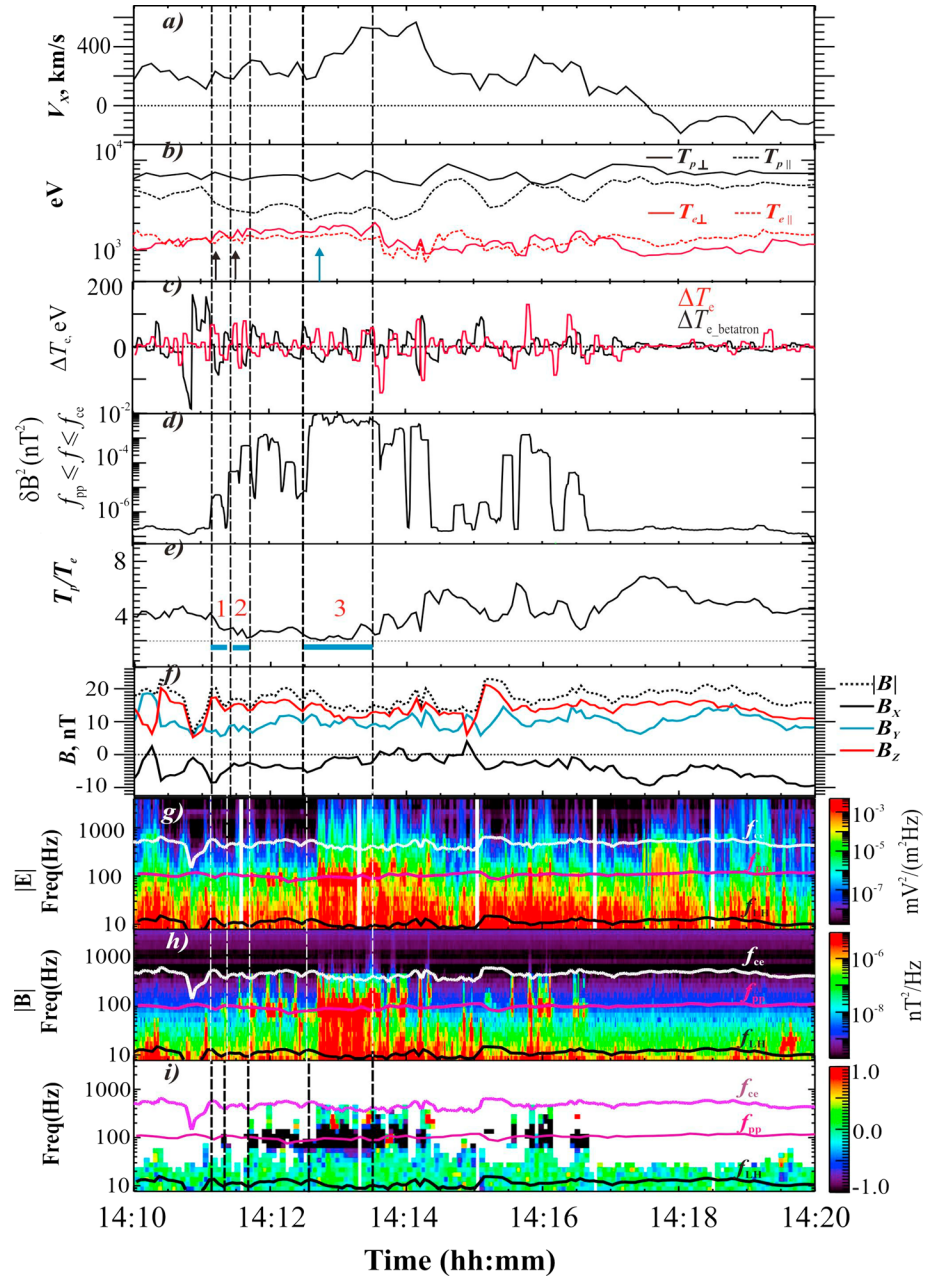 a)
400
0
V_x, km/s
b)
T_p⊥ T_p∥
10^4
eV
T_e⊥ T_e∥
10^3
c)
200
ΔT_e
ΔT_e_betatron
0
ΔT_e, eV
d)
10^-2
10^-4
10^-6
δB^2 (nT^2)
f_pp ≤ f ≤ f_ce
e)
8
4
T_p/T_e
1 2 3
f)
20
10
0
-10
B, nT
|B|
B_X
B_Y
B_Z
g)
1000
100
10
|E|
Freq(Hz)
f_ce
f_pp
f_LH
10^-3
10^-5
10^-7
mV^2/(m^2Hz)
h)
1000
100
10
|B|
Freq(Hz)
f_ce
f_pp
f_LH
10^-6
10^-8
nT^2/Hz
i)
1000
100
10
Freq(Hz)
f_ce
f_pp
f_LH
1.0
0.0
-1.0
14:10 14:12 14:14 14:16 14:18 14:20
Time (hh:mm)